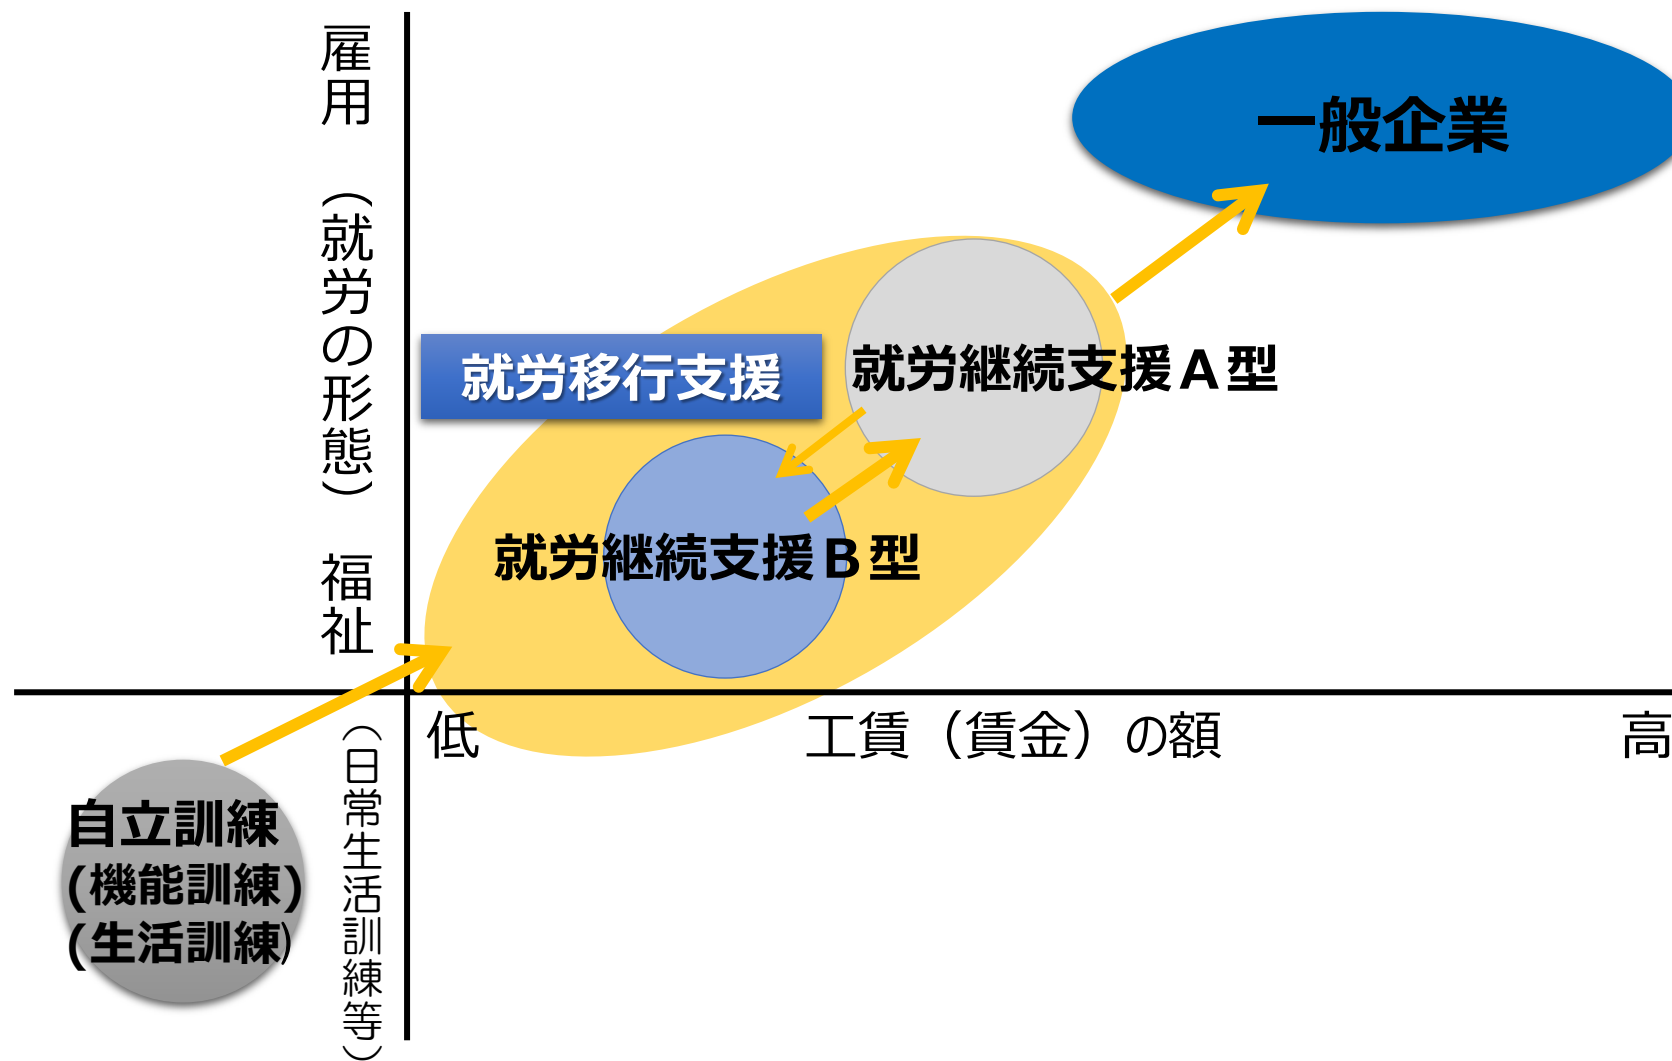 雇用
（就労の形態）
福祉
（日常生活訓練等）
一般企業
就労移行支援
就労継続支援Ａ型
就労継続支援Ｂ型
低
工賃（賃金）の額
高
自立訓練
(機能訓練)
(生活訓練)